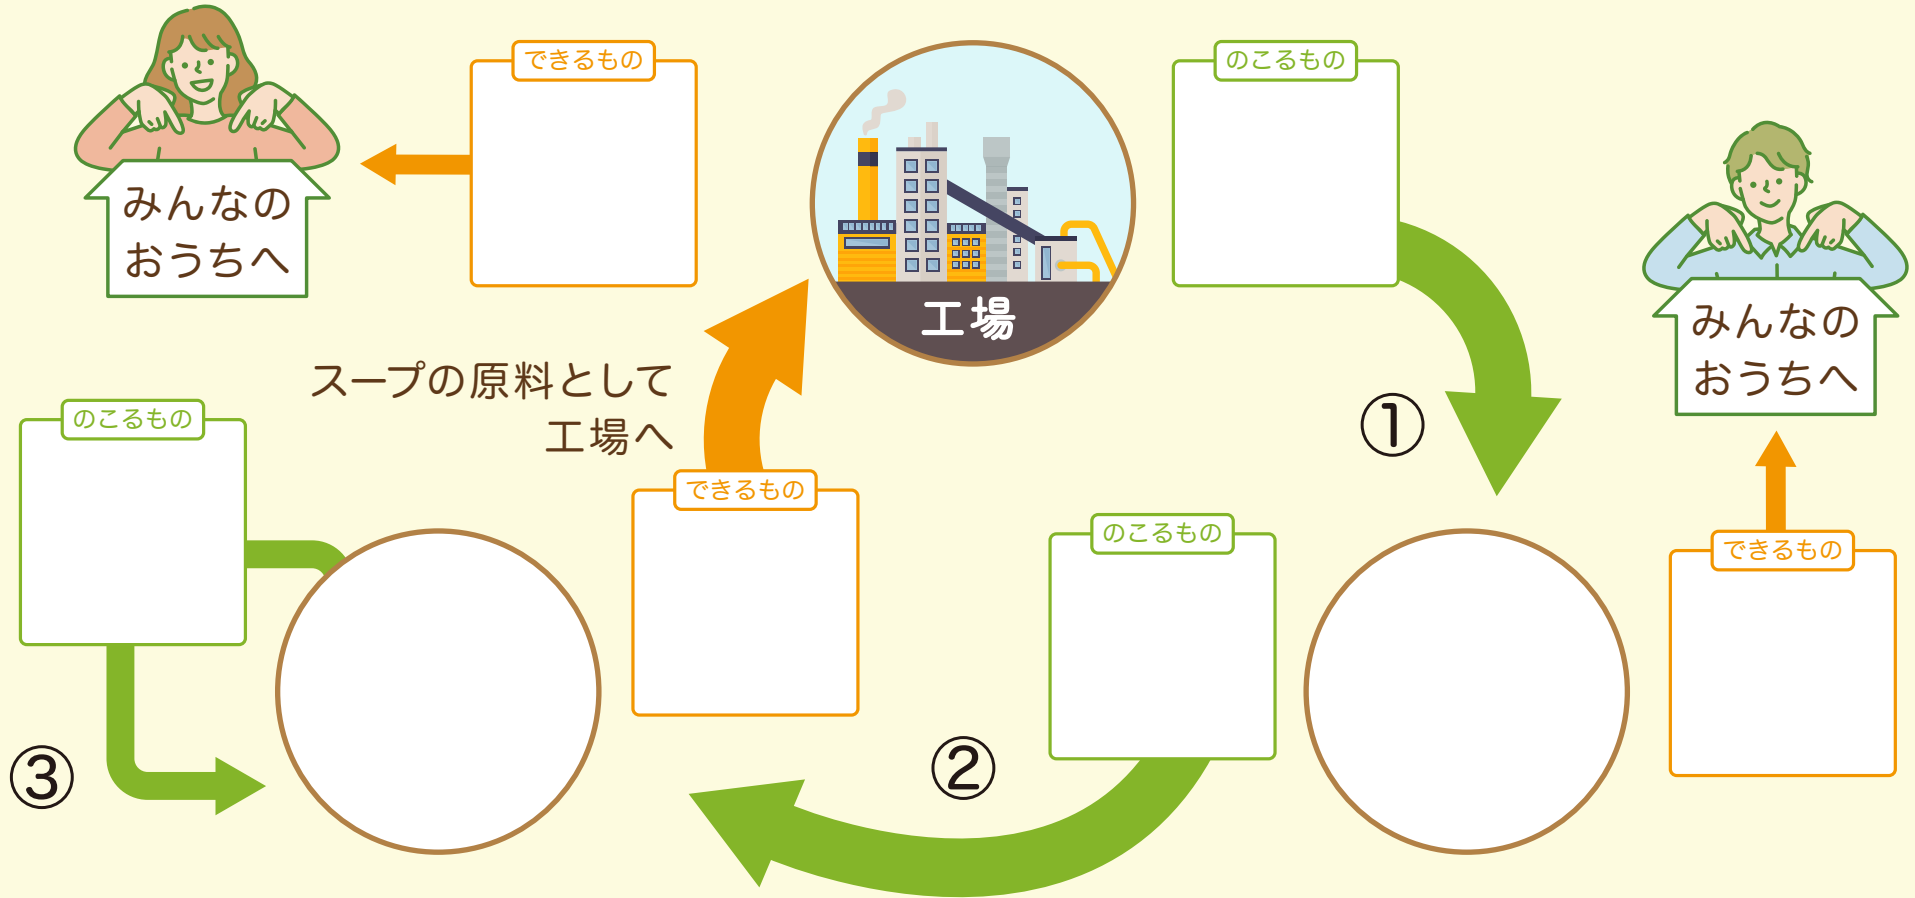 できるもの
のこるもの
みんなの
おうちへ
工場
みんなの
おうちへ
スープの原料として
工場へ
①
のこるもの
できるもの
のこるもの
できるもの
②
③